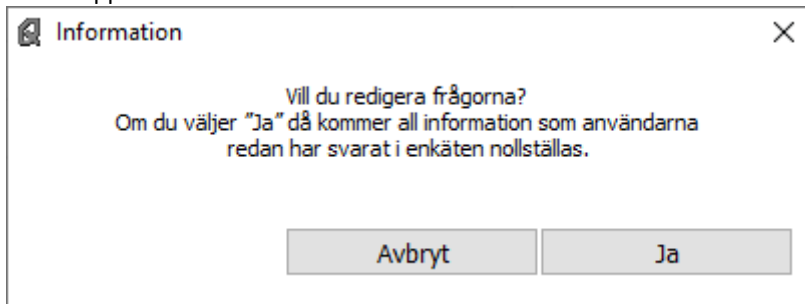 Information
Vill du redigera frågorna?
Om du väljer ”Ja” då kommer all information som användarna
redan har svarat i enkäten nollställas.
Avbryt
Ja